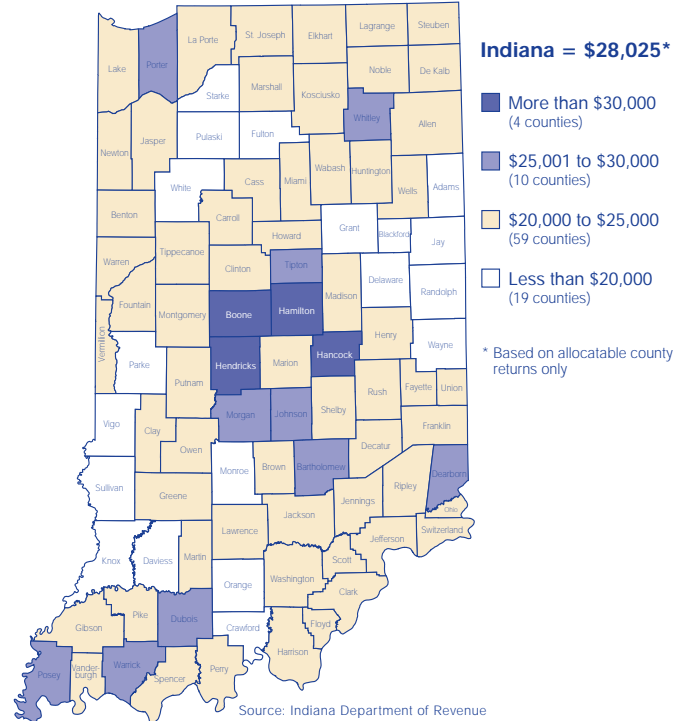 Indiana = $28,025*
More than $30,000
(4 counties)
$25,001 to $30,000
(10 counties)
$20,000 to $25,000
(59 counties)
Less than $20,000
(19 counties)
* Based on allocatable county
returns only
Lake
Porter
La Porte
St. Joseph
Elkhart
Lagrange
Steuben
Noble
De Kalb
Starke
Marshall
Kosciusko
Whitley
Allen
Newton
Jasper
Pulaski
Fulton
White
Cass
Miami
Wabash
Huntington
Wells
Adams
Benton
Carroll
Grant
Blackford
Jay
Howard
Warren
Tippecanoe
Clinton
Tipton
Delaware
Randolph
Madison
Fountain
Montgomery
Boone
Hamilton
Vermillion
Henry
Wayne
Parke
Putnam
Hendricks
Marion
Hancock
Rush
Fayette
Union
Morgan
Johnson
Shelby
Franklin
Vigo
Clay
Owen
Decatur
Monroe
Brown
Bartholomew
Dearborn
Sullivan
Greene
Jennings
Ripley
Ohio
Jackson
Lawrence
Jefferson
Switzerland
Knox
Daviess
Martin
Scott
Orange
Washington
Clark
Gibson
Pike
Dubois
Crawford
Floyd
Harrison
Posey
Vander-
burgh
Warrick
Spencer
Perry
Source: Indiana Department of Revenue